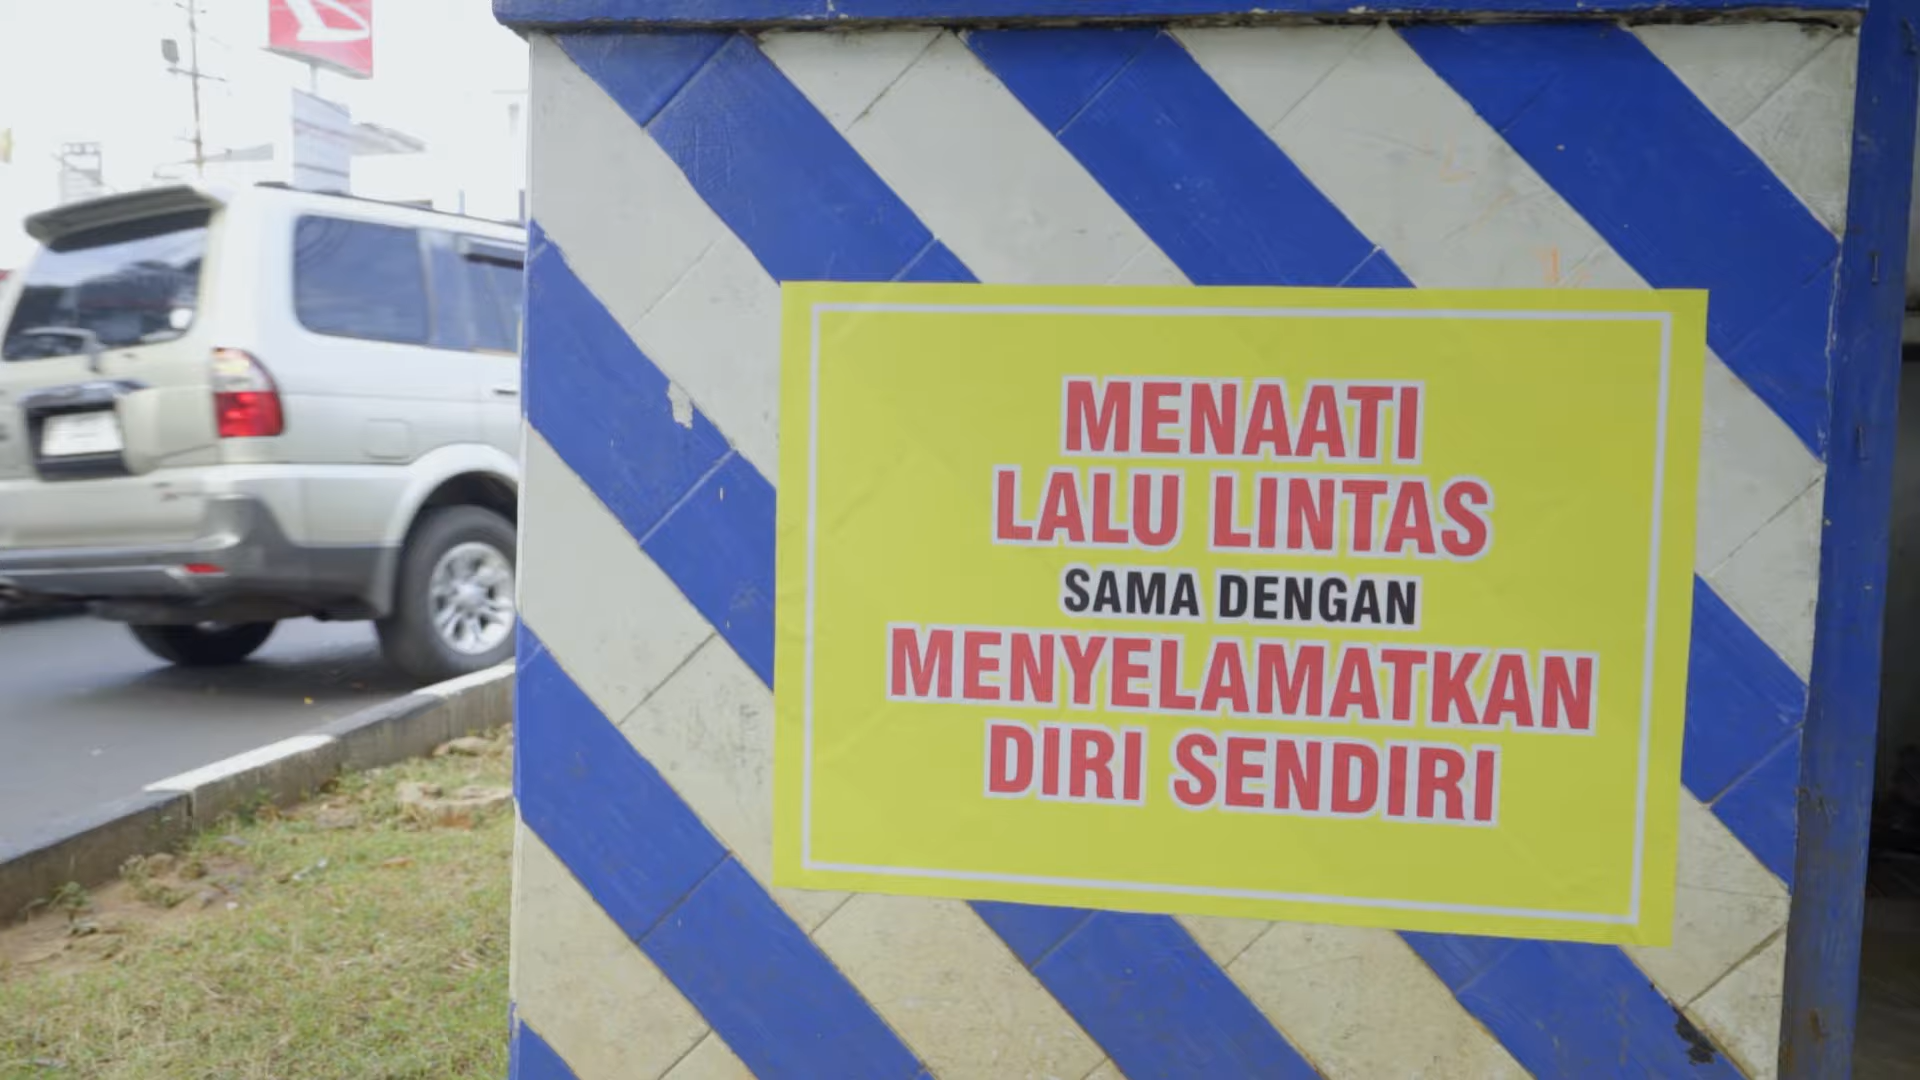 MENAATI
LALU LINTAS
SAMA DENGAN
MENYELAMATKAN
DIRI SENDIRI